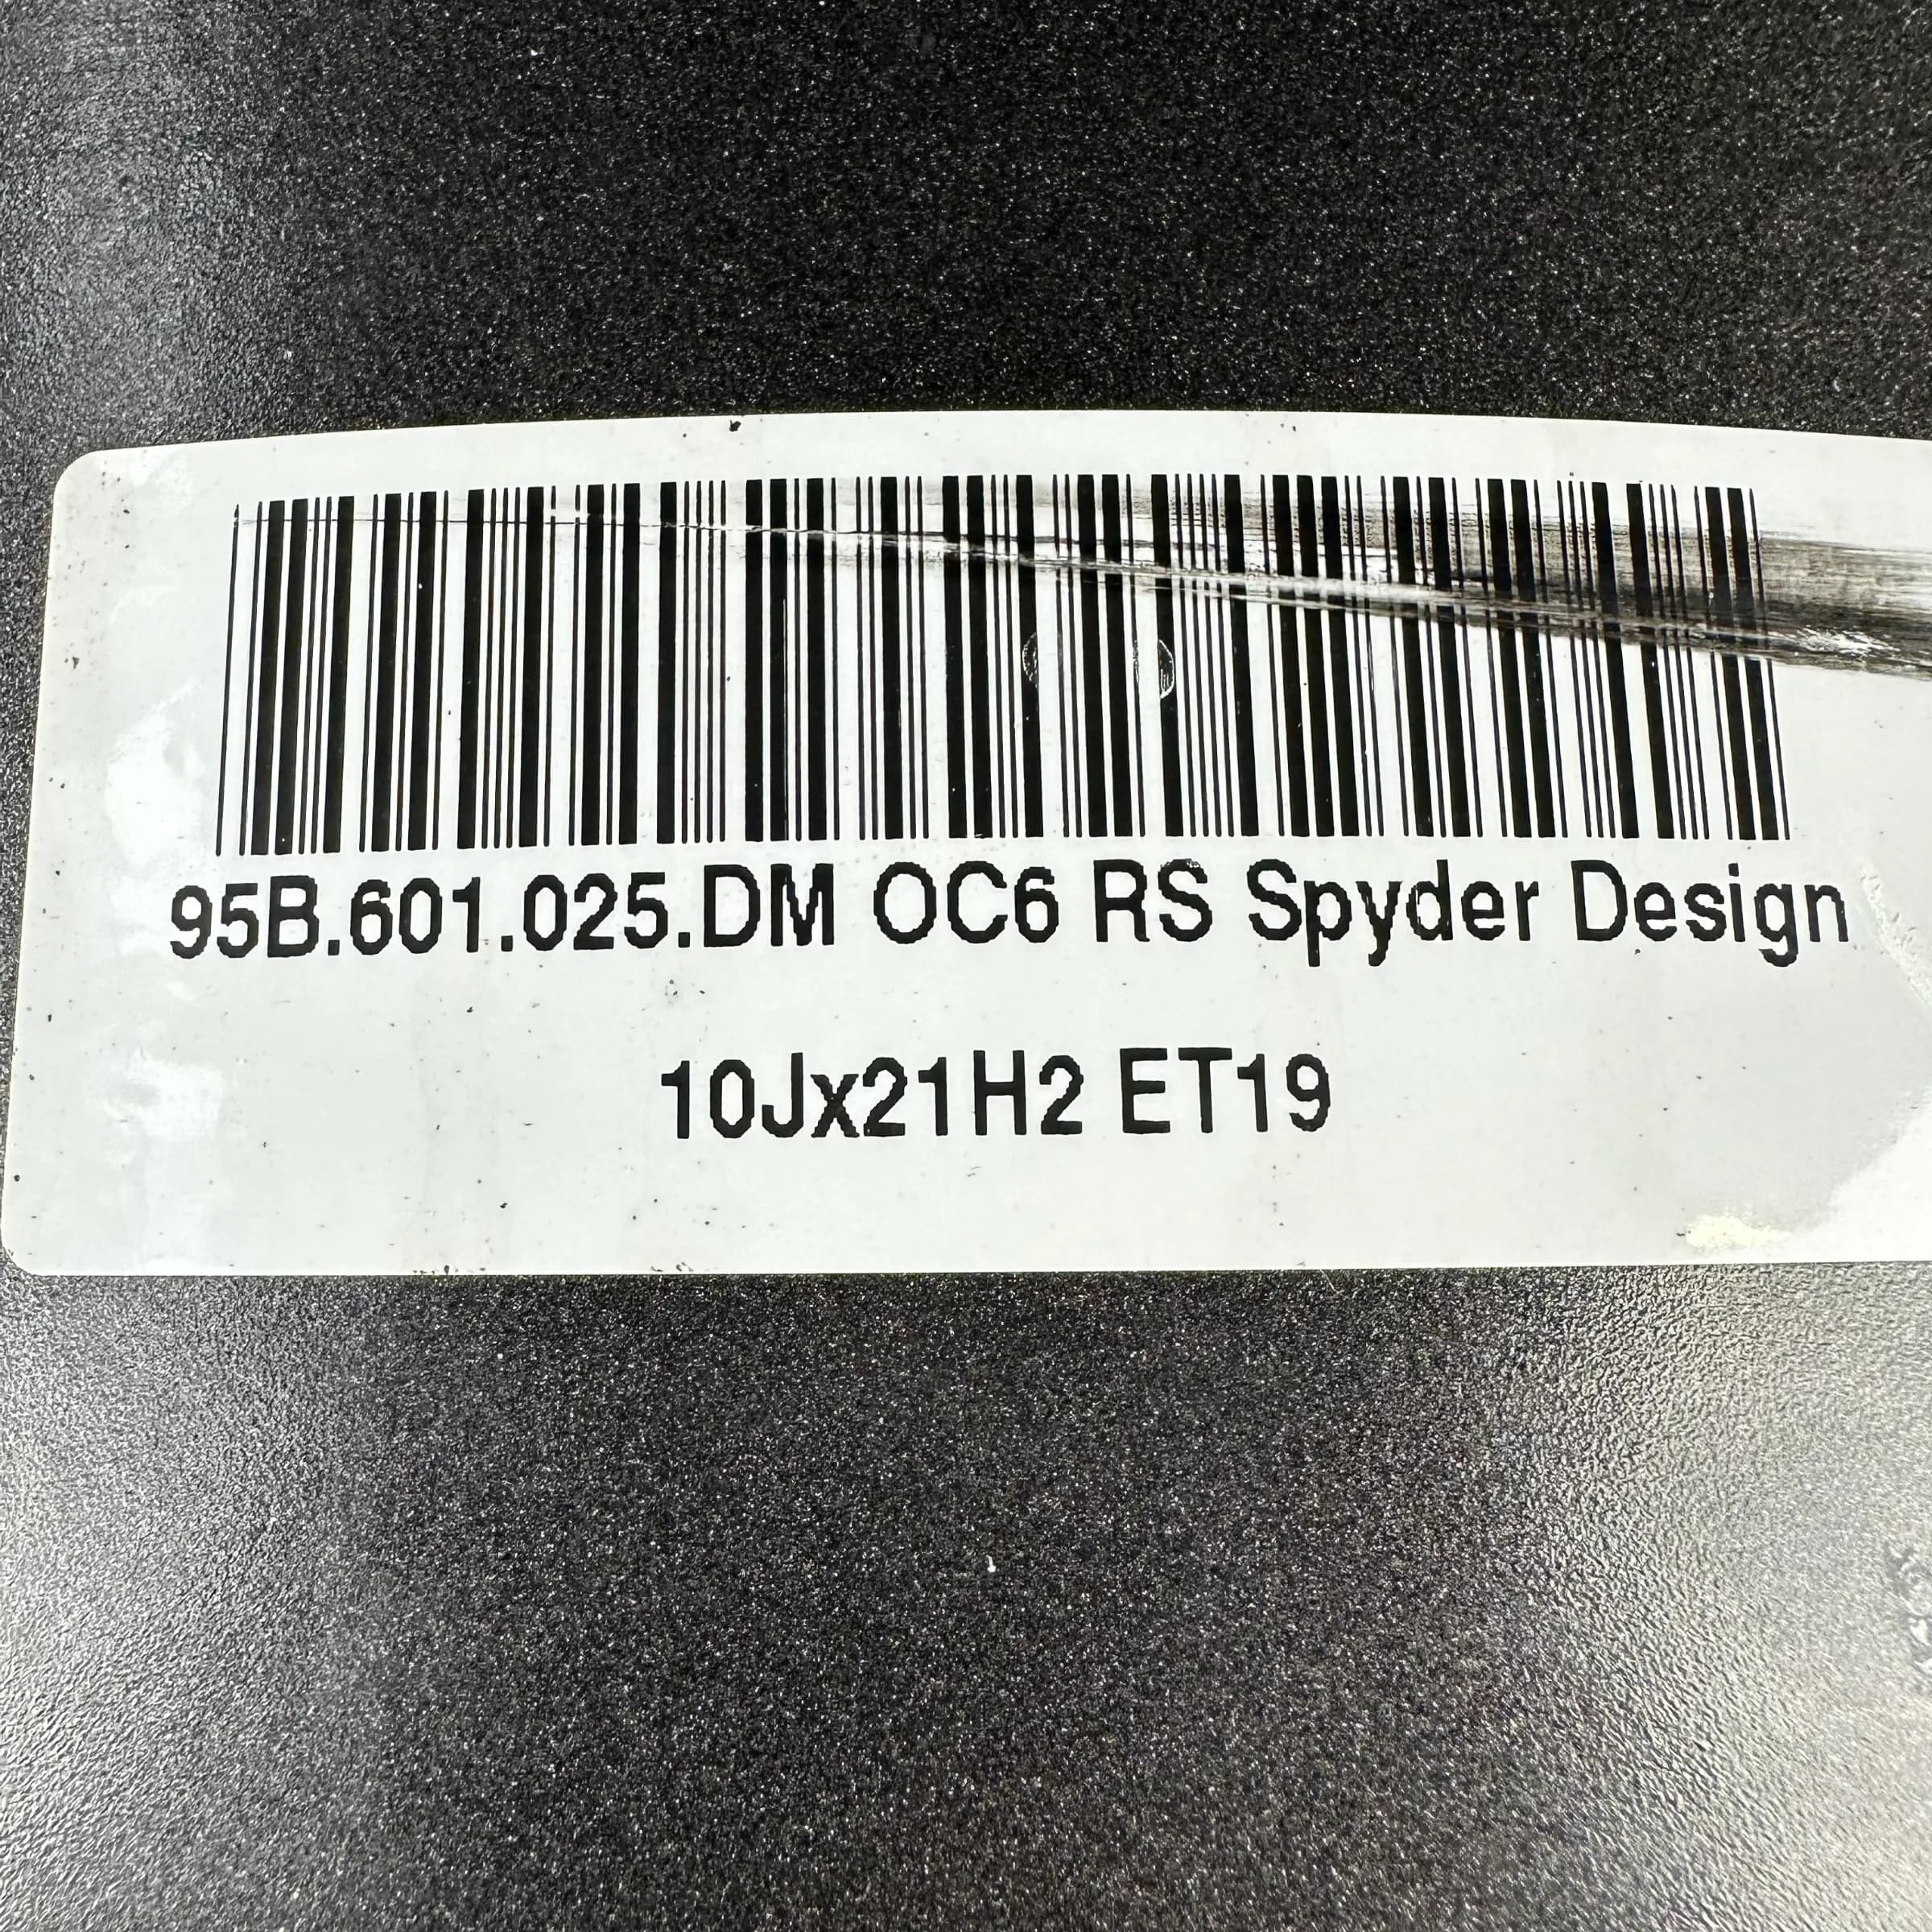 95B.601.025.DM OC6 RS Spyder Design
10Jx21H2 ET19